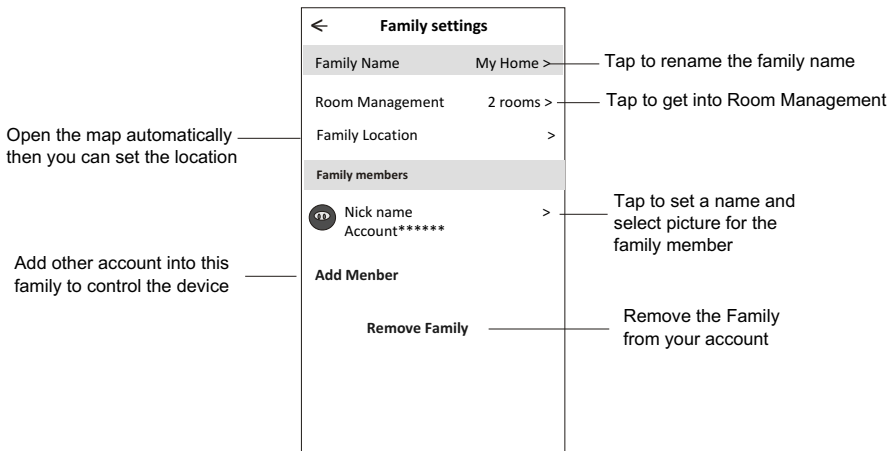 Family settings
Family Name My Home >
Tap to rename the family name
Room Management 2 rooms >
Tap to get into Room Management
Open the map automatically
then you can set the location
Family Location >
Family members
Nick name >
Account******
Tap to set a name and
select picture for the
family member
Add other account into this
family to control the device
Add Menber
Remove Family
Remove the Family
from your account